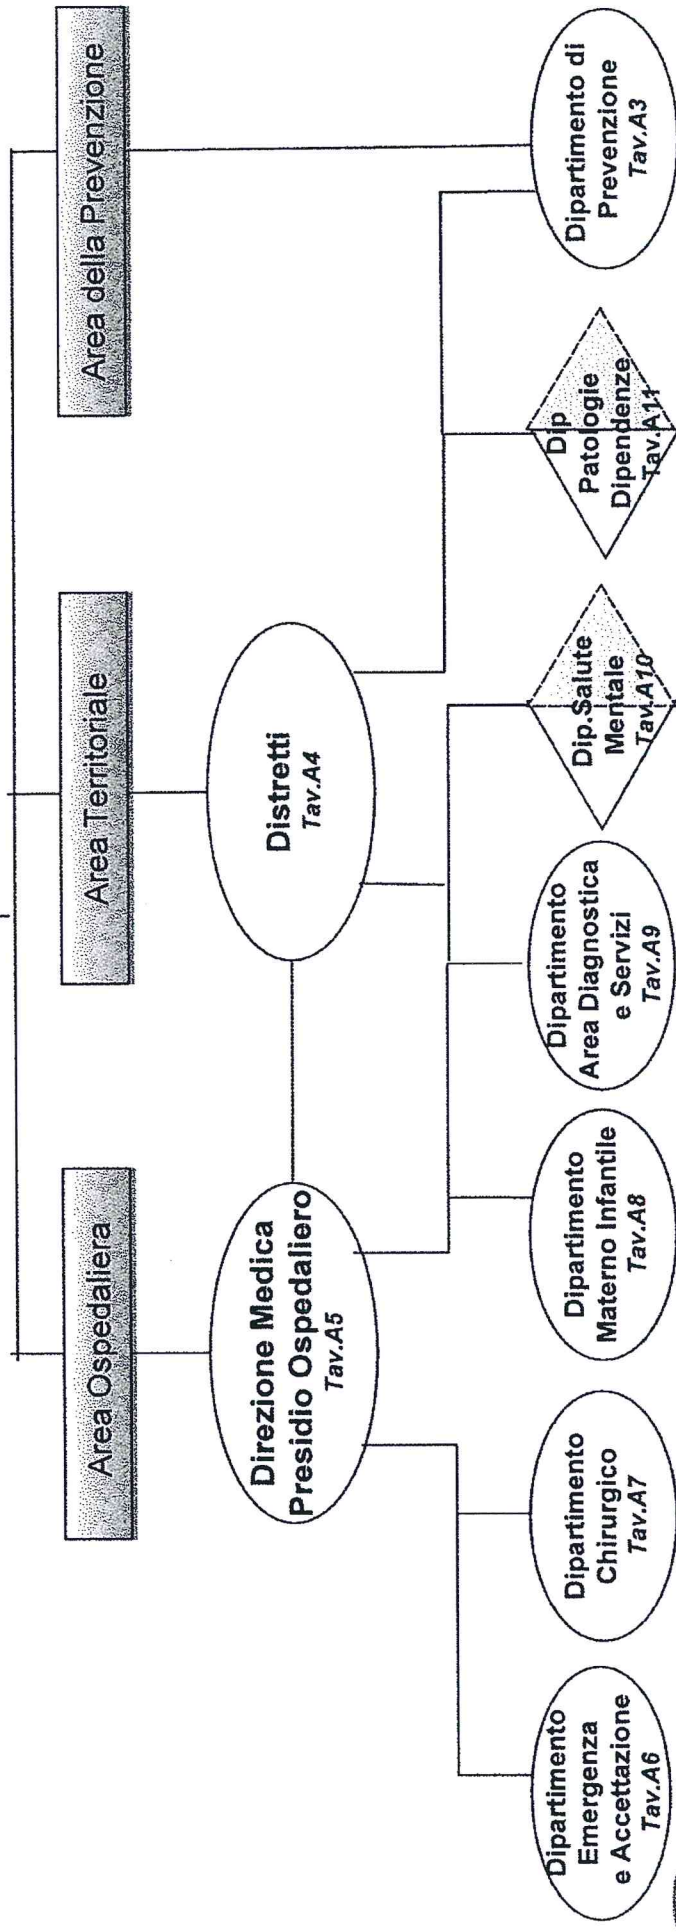 Area Ospedaliera
Area Territoriale
Area della Prevenzione
Direzione Medica
Presidio Ospedaliero
Tav.A5
Distretti
Tav.A4
Dipartimento
Emergenza
e Accettazione
Tav.A6
Dipartimento
Chirurgico
Tav.A7
Dipartimento
Materno Infantile
Tav.A8
Dipartimento
Area Diagnostica
e Servizi
Tav.A9
Dip.Salute
Mentale
Tav.A10
Dip
Patologie
Dipendenze
Tav.A11
Dipartimento di
Prevenzione
Tav.A3